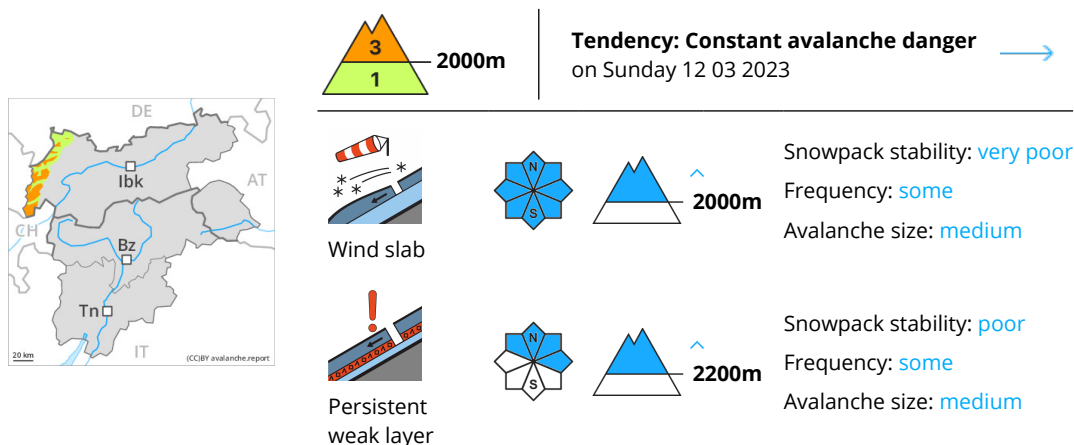 3
1
2000m
Tendency: Constant avalanche danger
on Sunday 12 03 2023
DE
AT
CH
IT
Ibk
Bz
Tn
20 km
(CC)BY avalanche.report
Wind slab
N
S
2000m
Snowpack stability: very poor
Frequency: some
Avalanche size: medium
Persistent
weak layer
N
S
2200m
Snowpack stability: poor
Frequency: some
Avalanche size: medium